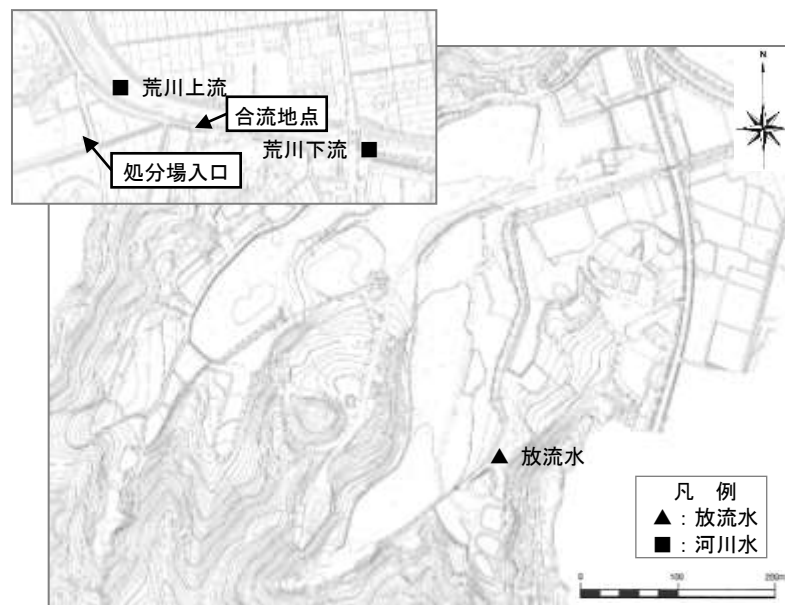 荒川上流
合流地点
荒川下流
処分場入口
N
放流水
凡 例
▲:放流水
■:河川水
0
100
200m